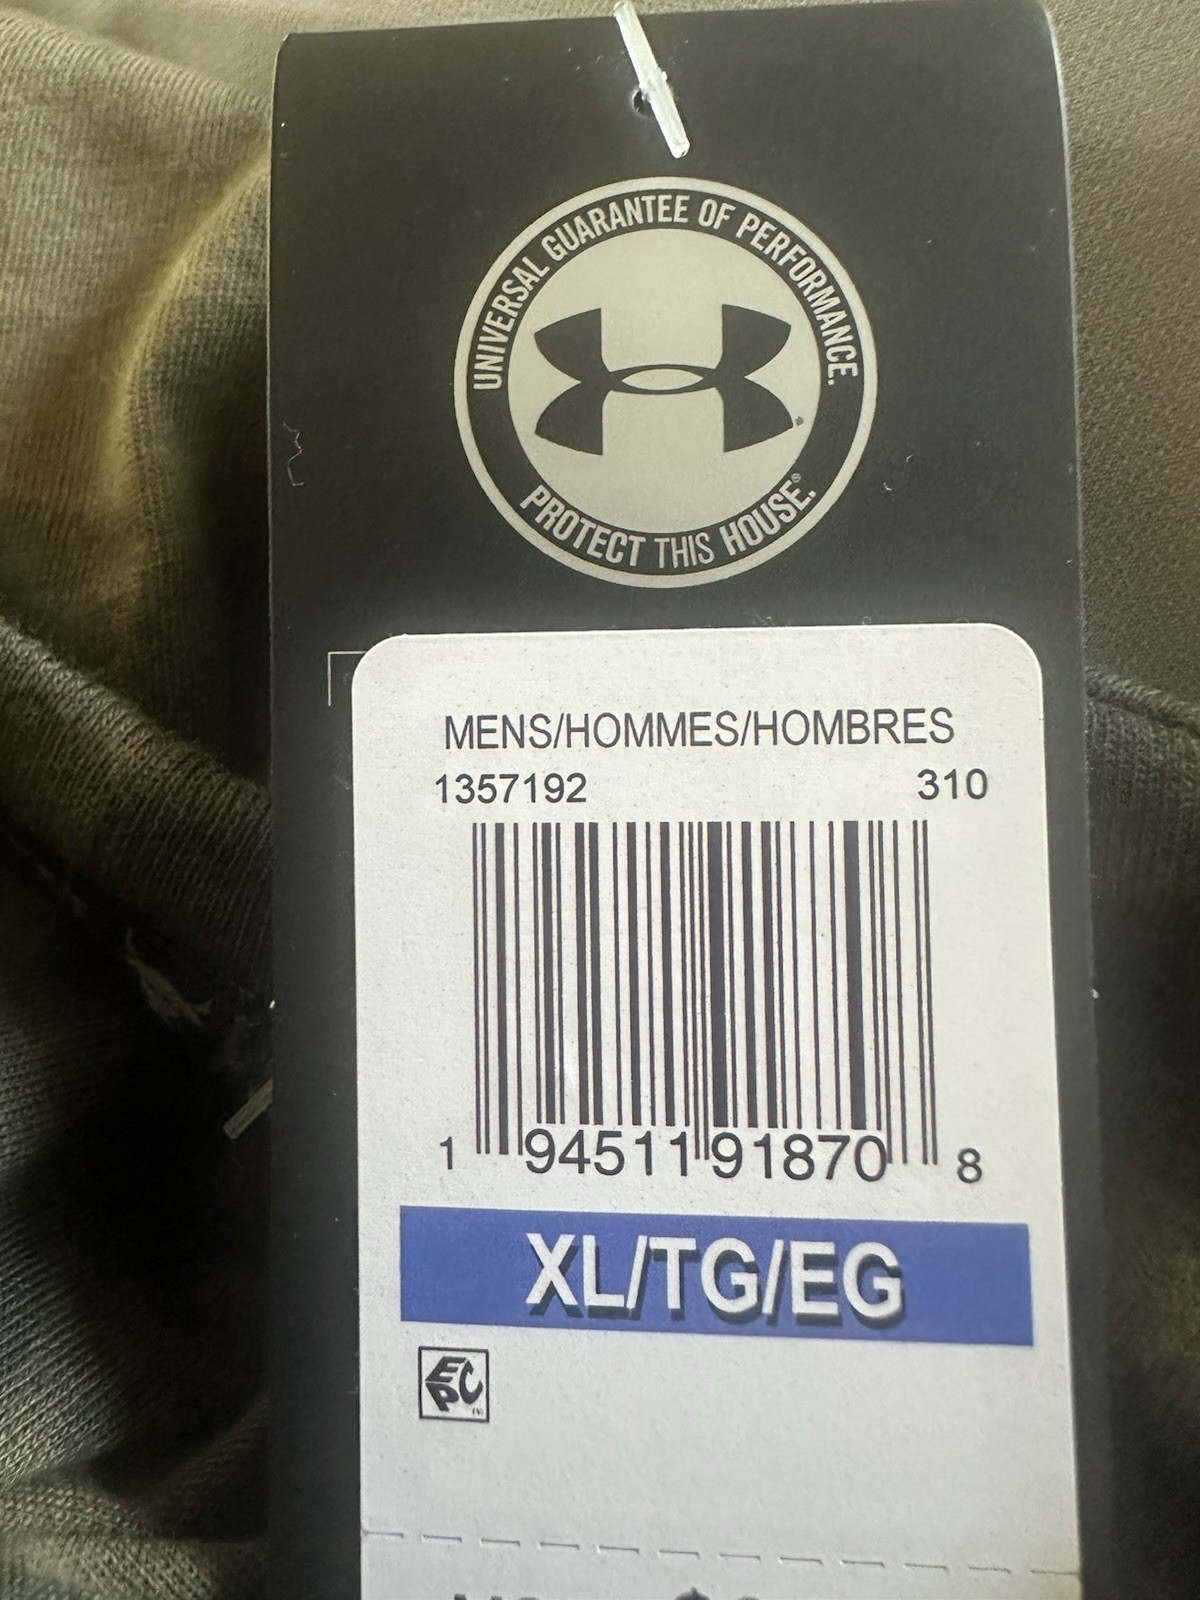 UNIVERSAL GUARANTEE OF PERFORMANCE.
PROTECT THIS HOUSE.®
MENS/HOMMES/HOMBRES
1357192 310
1 94511 91870 8
XL/TG/EG
EPC